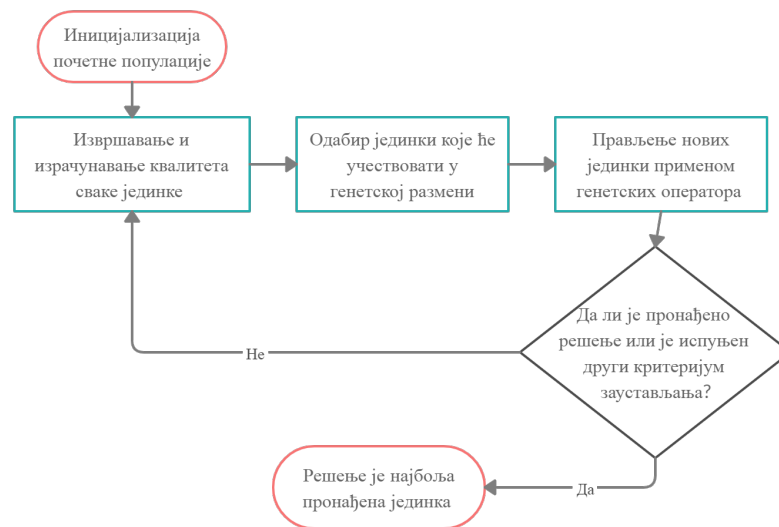 Иницијализација
почетне популације
Извршавање и
израчунавање квалитета
сваке јединке
Одабир јединки које ће
учествовати у
генетској размени
Прављење нових
јединки применом
генетских оператора
Да ли је пронађено
решење или је испуњен
други критеријум
заустављања?
Не
Да
Решење је најбоља
пронађена јединка